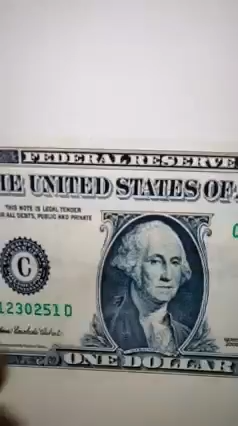 FEDERAL RESERVE
THE UNITED STATES OF
THIS NOTE IS LEGAL TENDER
FOR ALL DEBTS, PUBLIC AND PRIVATE
C
1230251 D
ONE DOLLAR